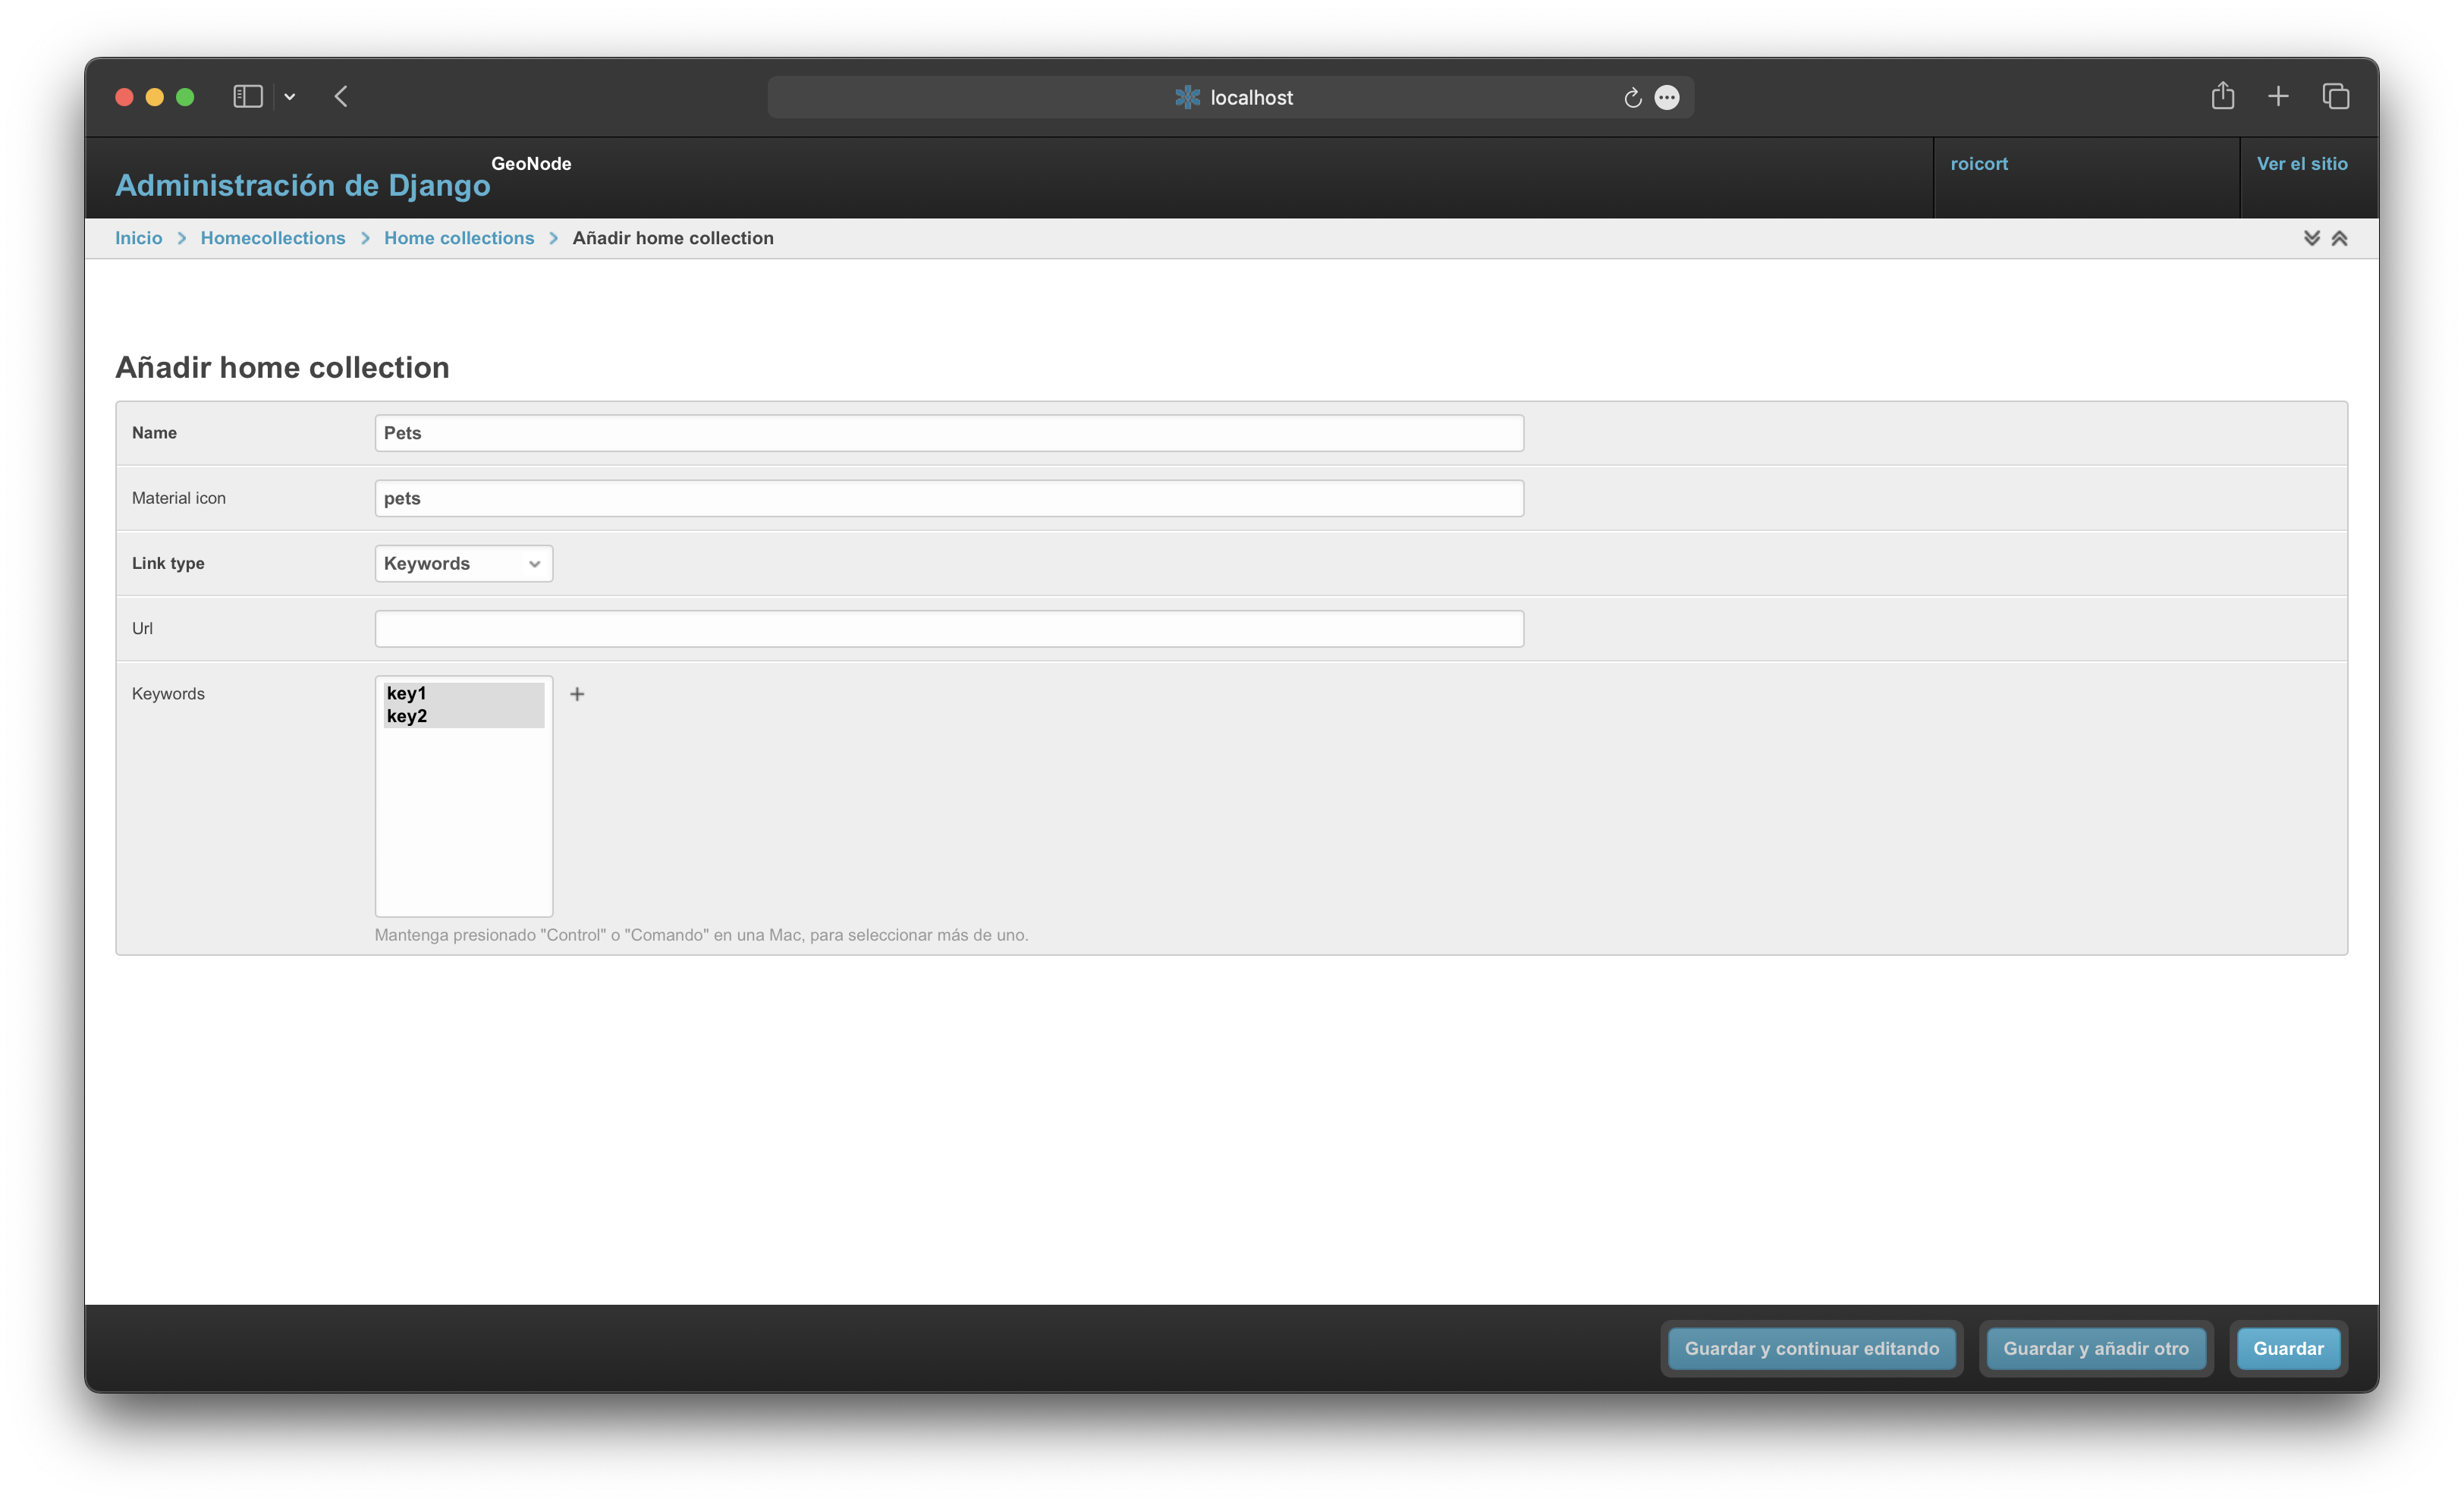 localhost
Administración de Django
GeoNode
roicort
Ver el sitio
Inicio Homecollections Home collections Añadir home collection
Añadir home collection
Name
Pets
Material icon
pets
Link type
Keywords
Url
Keywords
key1
key2
Mantenga presionado "Control" o "Comando" en una Mac, para seleccionar más de uno.
Guardar y continuar editando
Guardar y añadir otro
Guardar